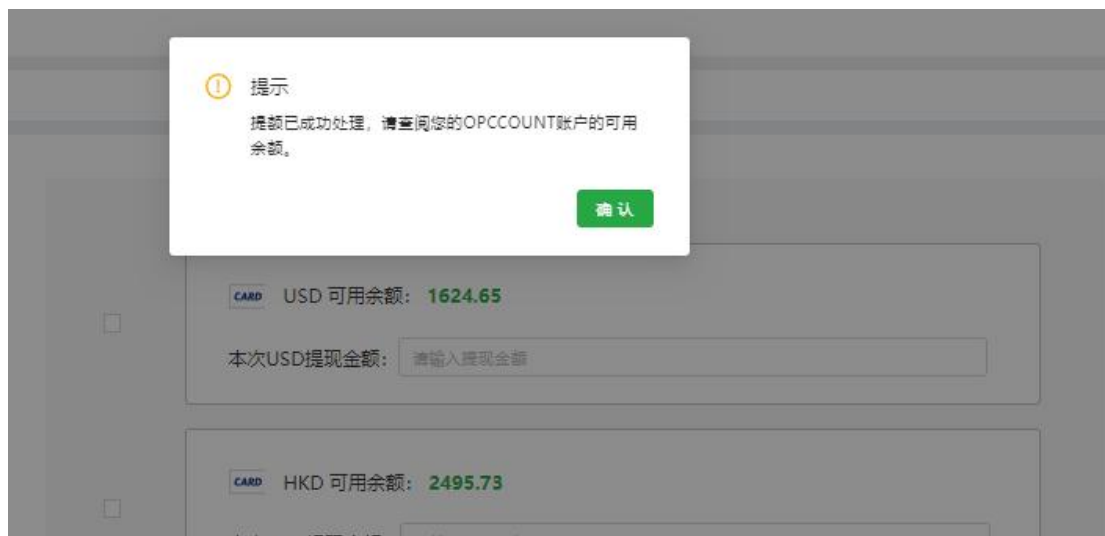 提示
提额已成功处理，请查阅您的OPCCOUNT账户的可用
余额。
确 认
CARD USD 可用余额： 1624.65
本次USD提现金额： 请输入提现金额
CARD HKD 可用余额： 2495.73